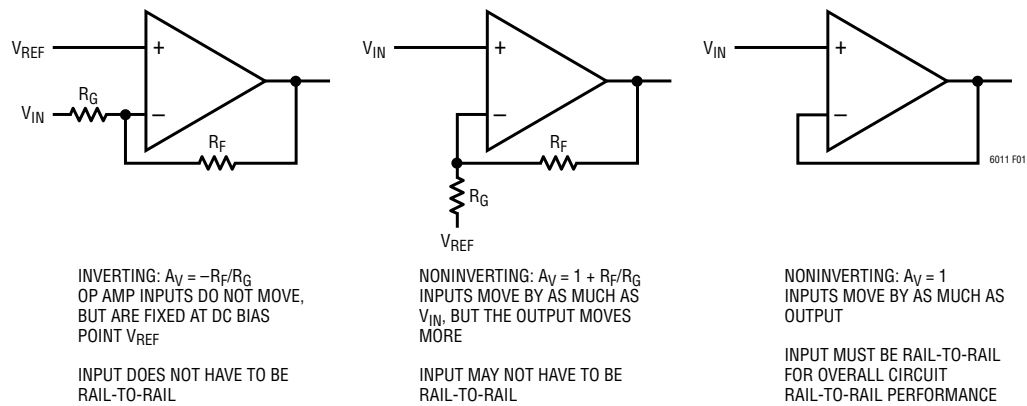 VREF
+
VIN
RG
−
RF
VIN
+
−
RF
RG
VREF
VIN
+
−
6011 F01
INVERTING: AV = −RF/RG
OP AMP INPUTS DO NOT MOVE,
BUT ARE FIXED AT DC BIAS
POINT VREF
INPUT DOES NOT HAVE TO BE
RAIL-TO-RAIL
NONINVERTING: AV = 1 + RF/RG
INPUTS MOVE BY AS MUCH AS
VIN, BUT THE OUTPUT MOVES
MORE
INPUT MAY NOT HAVE TO BE
RAIL-TO-RAIL
NONINVERTING: AV = 1
INPUTS MOVE BY AS MUCH AS
OUTPUT
INPUT MUST BE RAIL-TO-RAIL
FOR OVERALL CIRCUIT
RAIL-TO-RAIL PERFORMANCE